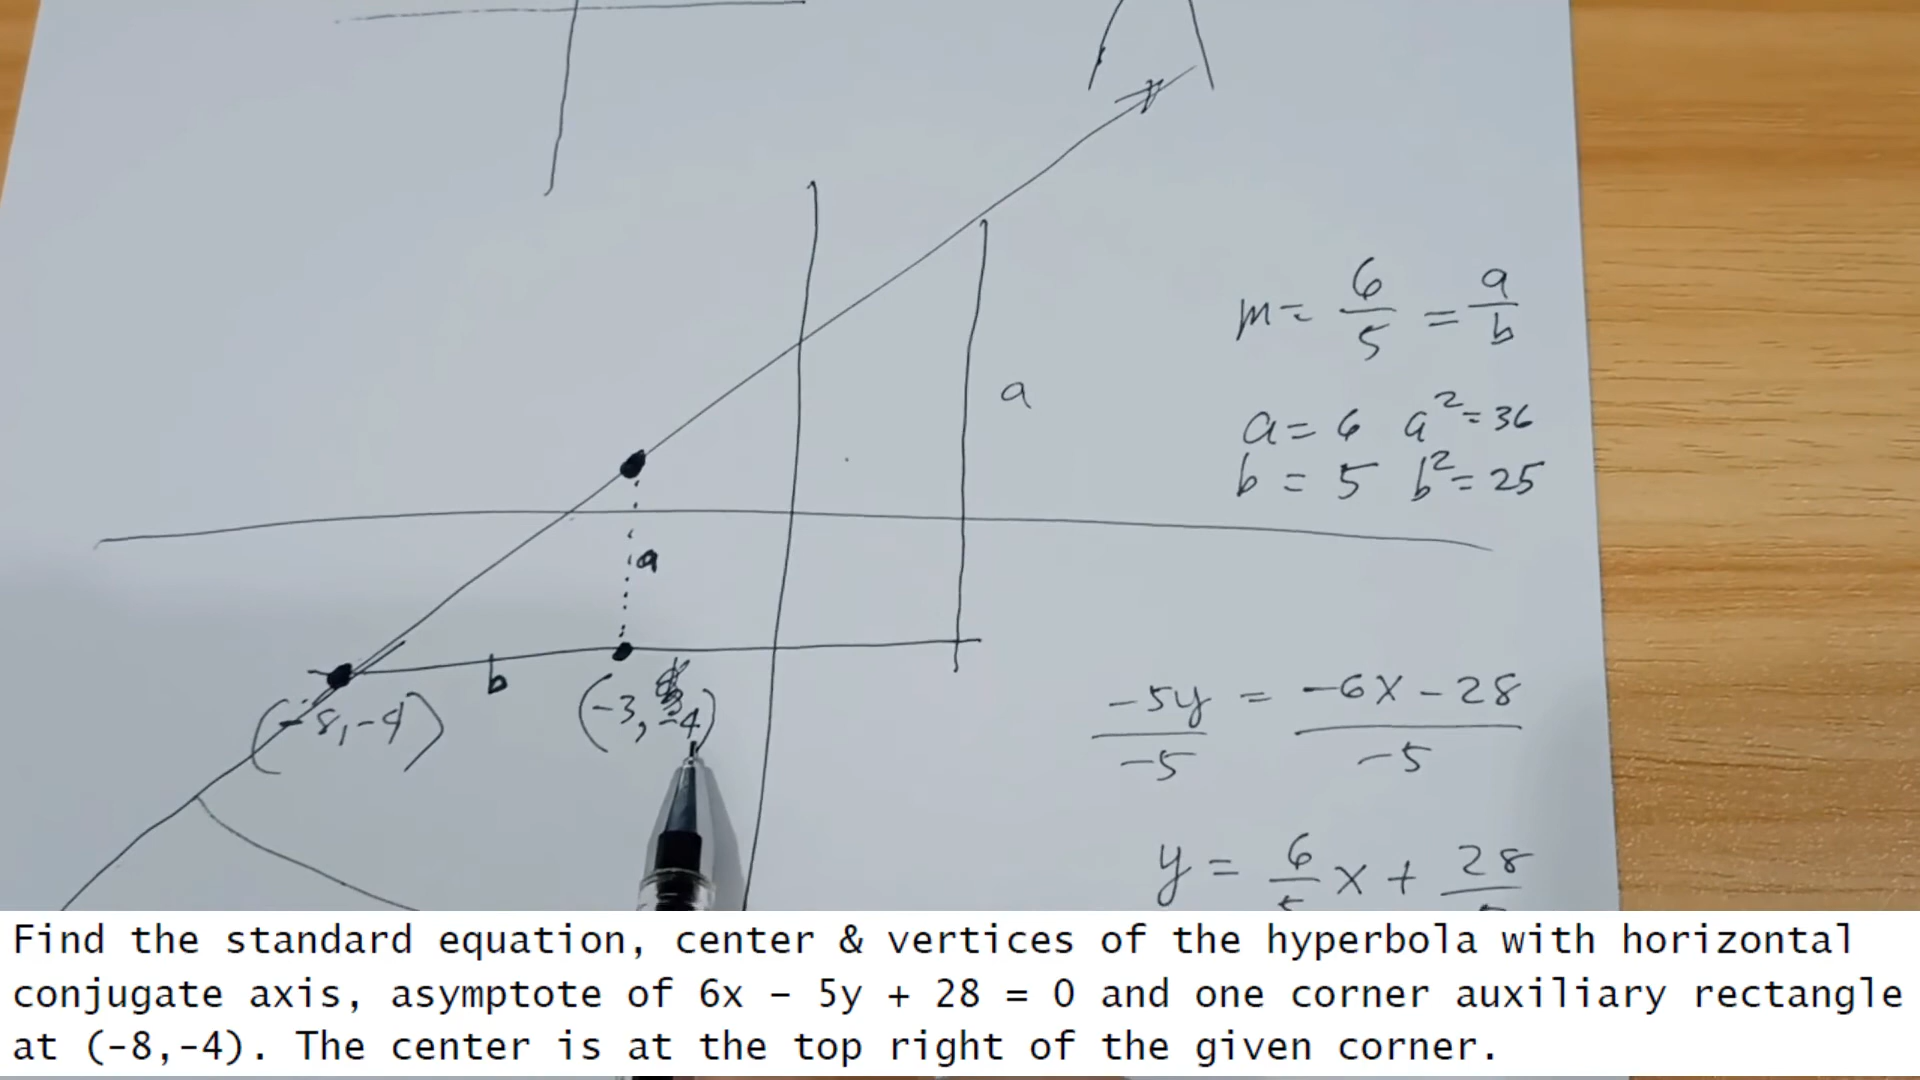 m = 6/5 = a/b
a
a = 6 a² = 36
b = 5 b² = 25
a
b
(-8, -4)
(-3, -4)
-5y/-5 = -6x - 28/-5
y = 6/5 x + 28
Find the standard equation, center & vertices of the hyperbola with horizontal
conjugate axis, asymptote of 6x - 5y + 28 = 0 and one corner auxiliary rectangle
at (-8,-4). The center is at the top right of the given corner.